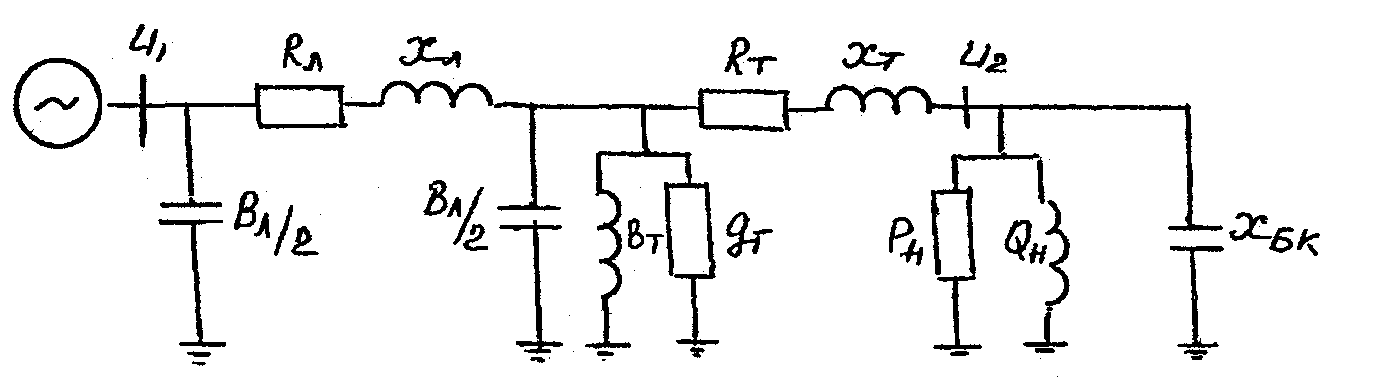 U₁ Rл xл Rт xт U₂
Bл/2 Bл/2 Bт gт Pн Qн xБК